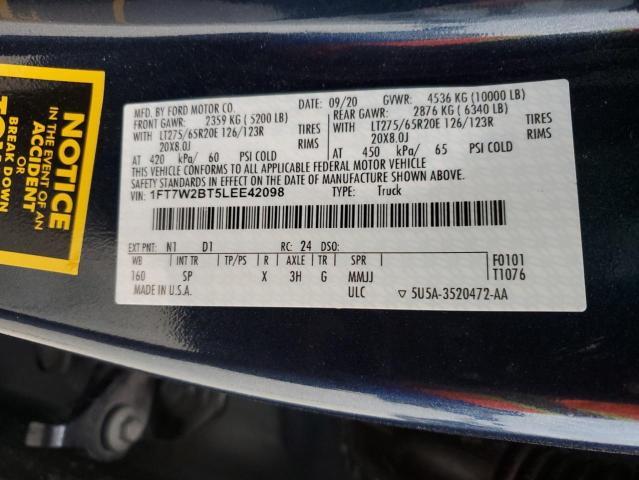 NOTICE
IN THE EVENT OF AN
ACCIDENT
OR
BREAK DOWN
MFD. BY FORD MOTOR CO.
FRONT GAWR: 2359 KG ( 5200 LB)
WITH LT275/65R20E 126/123R TIRES
20X8.0J RIMS
AT 420 kPa/ 60 PSI COLD
DATE: 09/20 GVWR: 4536 KG (10000 LB)
REAR GAWR: 2876 KG ( 6340 LB)
WITH LT275/65R20E 126/123R TIRES
20X8.0J RIMS
AT 450 kPa/ 65 PSI COLD
THIS VEHICLE CONFORMS TO ALL APPLICABLE FEDERAL MOTOR VEHICLE
SAFETY STANDARDS IN EFFECT ON THE DATE OF MANUFACTURE SHOWN ABOVE.
VIN: 1FT7W2BT5LEE42098 TYPE: Truck
EXT PNT: N1 D1 RC: 24 DSO:
WB INT TR TP/PS R AXLE TR SPR
160 SP X 3H G MMJJ
F0101
T1076
MADE IN U.S.A. ULC 5U5A-3520472-AA